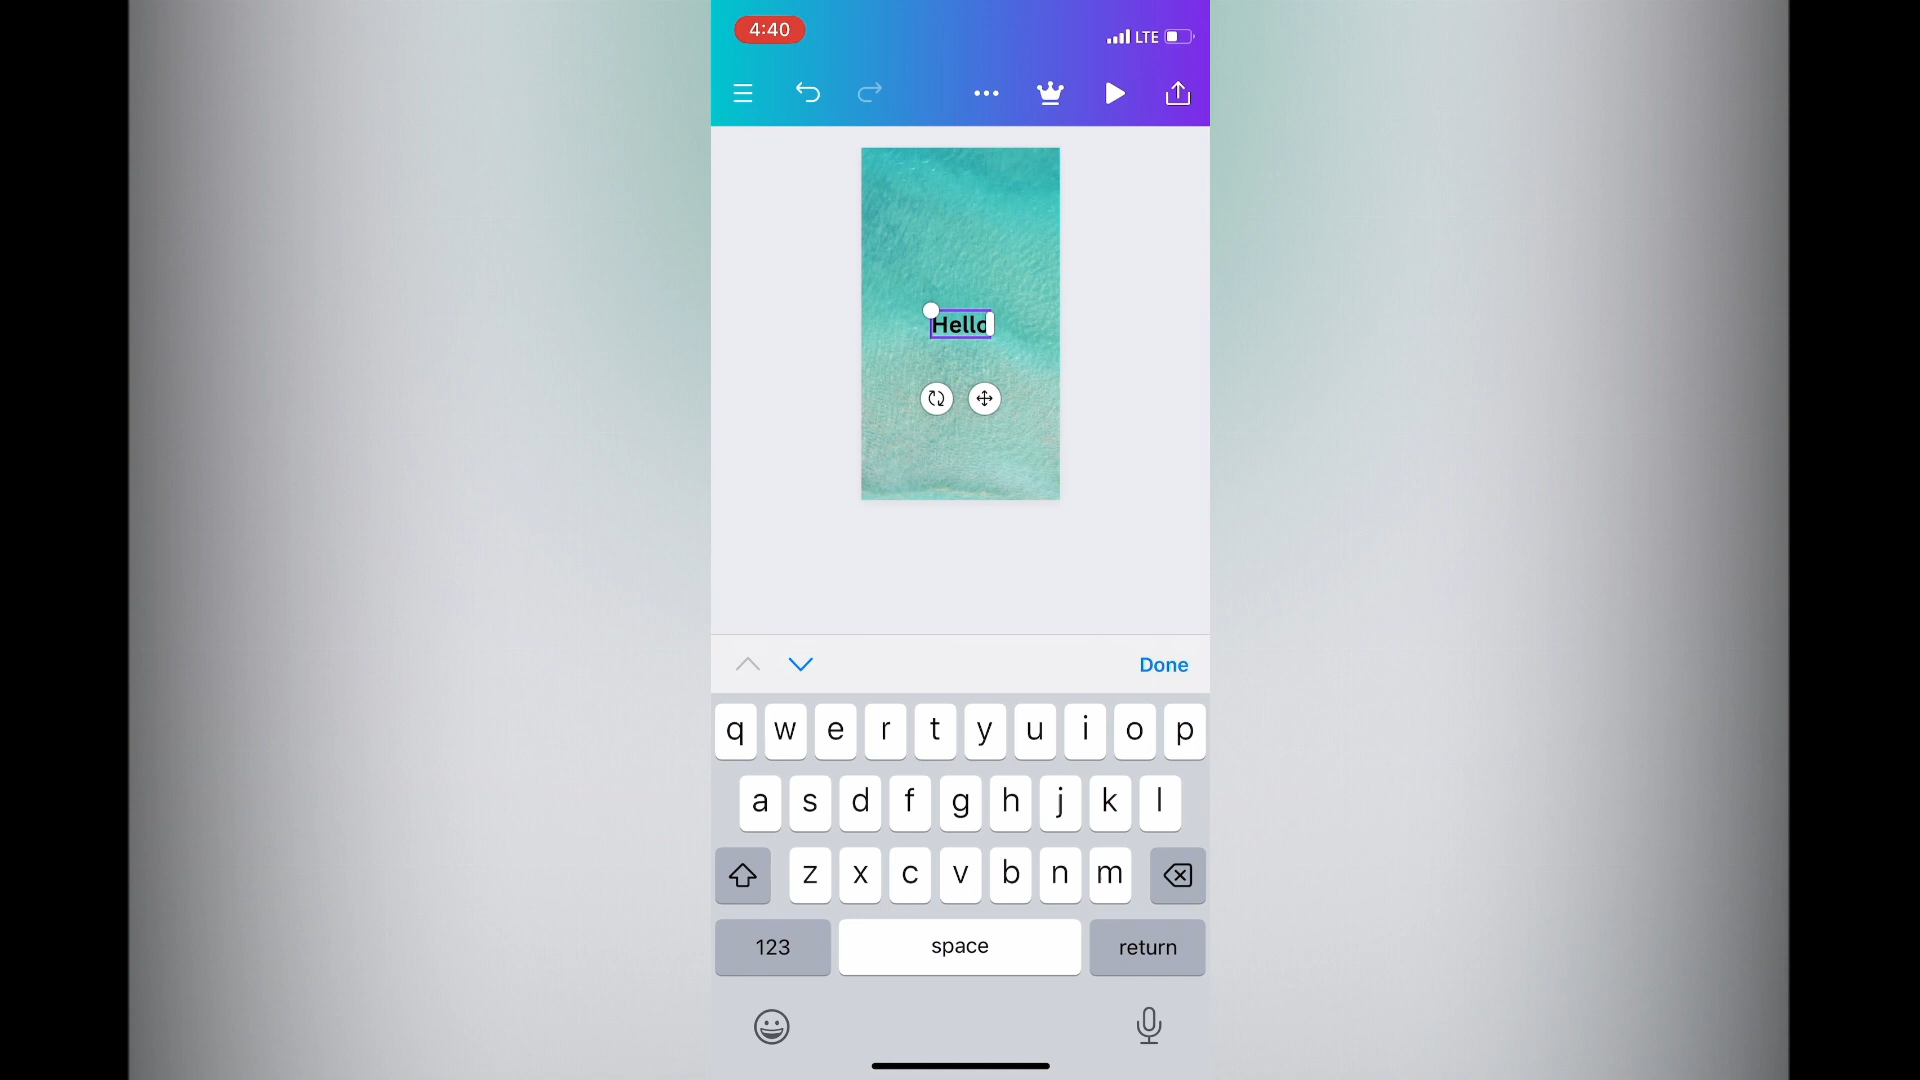 4:40
LTE
Hello
Done
q w e r t y u i o p
a s d f g h j k l
z x c v b n m
123 space return